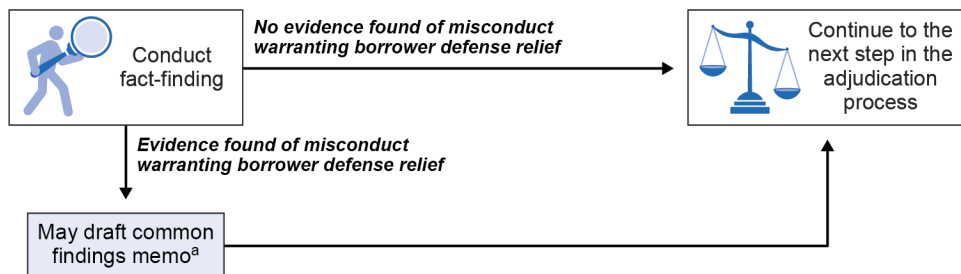 Conduct
fact-finding
No evidence found of misconduct
warranting borrower defense relief
Continue to the
next step in the
adjudication
process
Evidence found of misconduct
warranting borrower defense relief
May draft common
findings memoᵃ